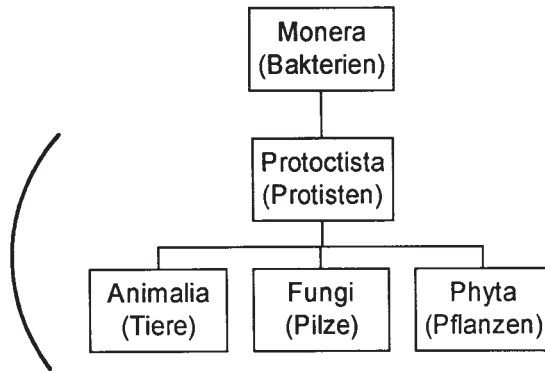 Monera
(Bakterien)
Protoctista
(Protisten)
Animalia
(Tiere)
Fungi
(Pilze)
Phyta
(Pflanzen)